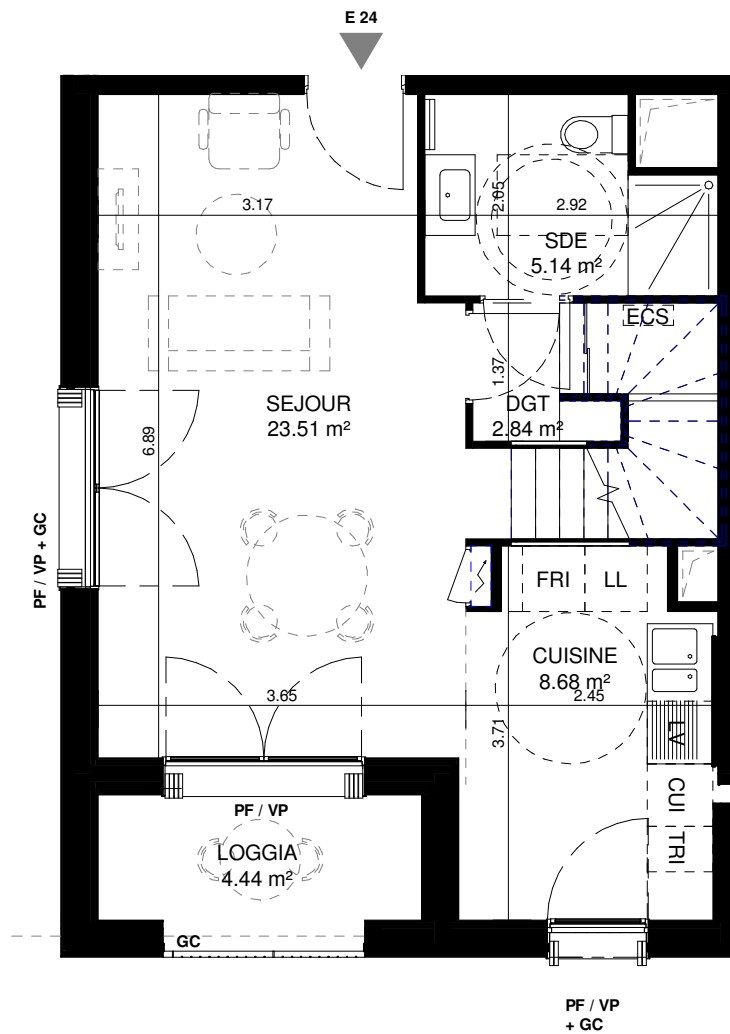 E 24
3.17
2.05
2.92
SDE
5.14 m²
ECS
1.37
SEJOUR
23.51 m²
DGT
2.84 m²
6.89
PF / VP + GC
FRI
LL
CUISINE
8.68 m²
3.65
2.45
3.71
LV
CUI
TRI
PF / VP
LOGGIA
4.44 m²
GC
PF / VP
+ GC